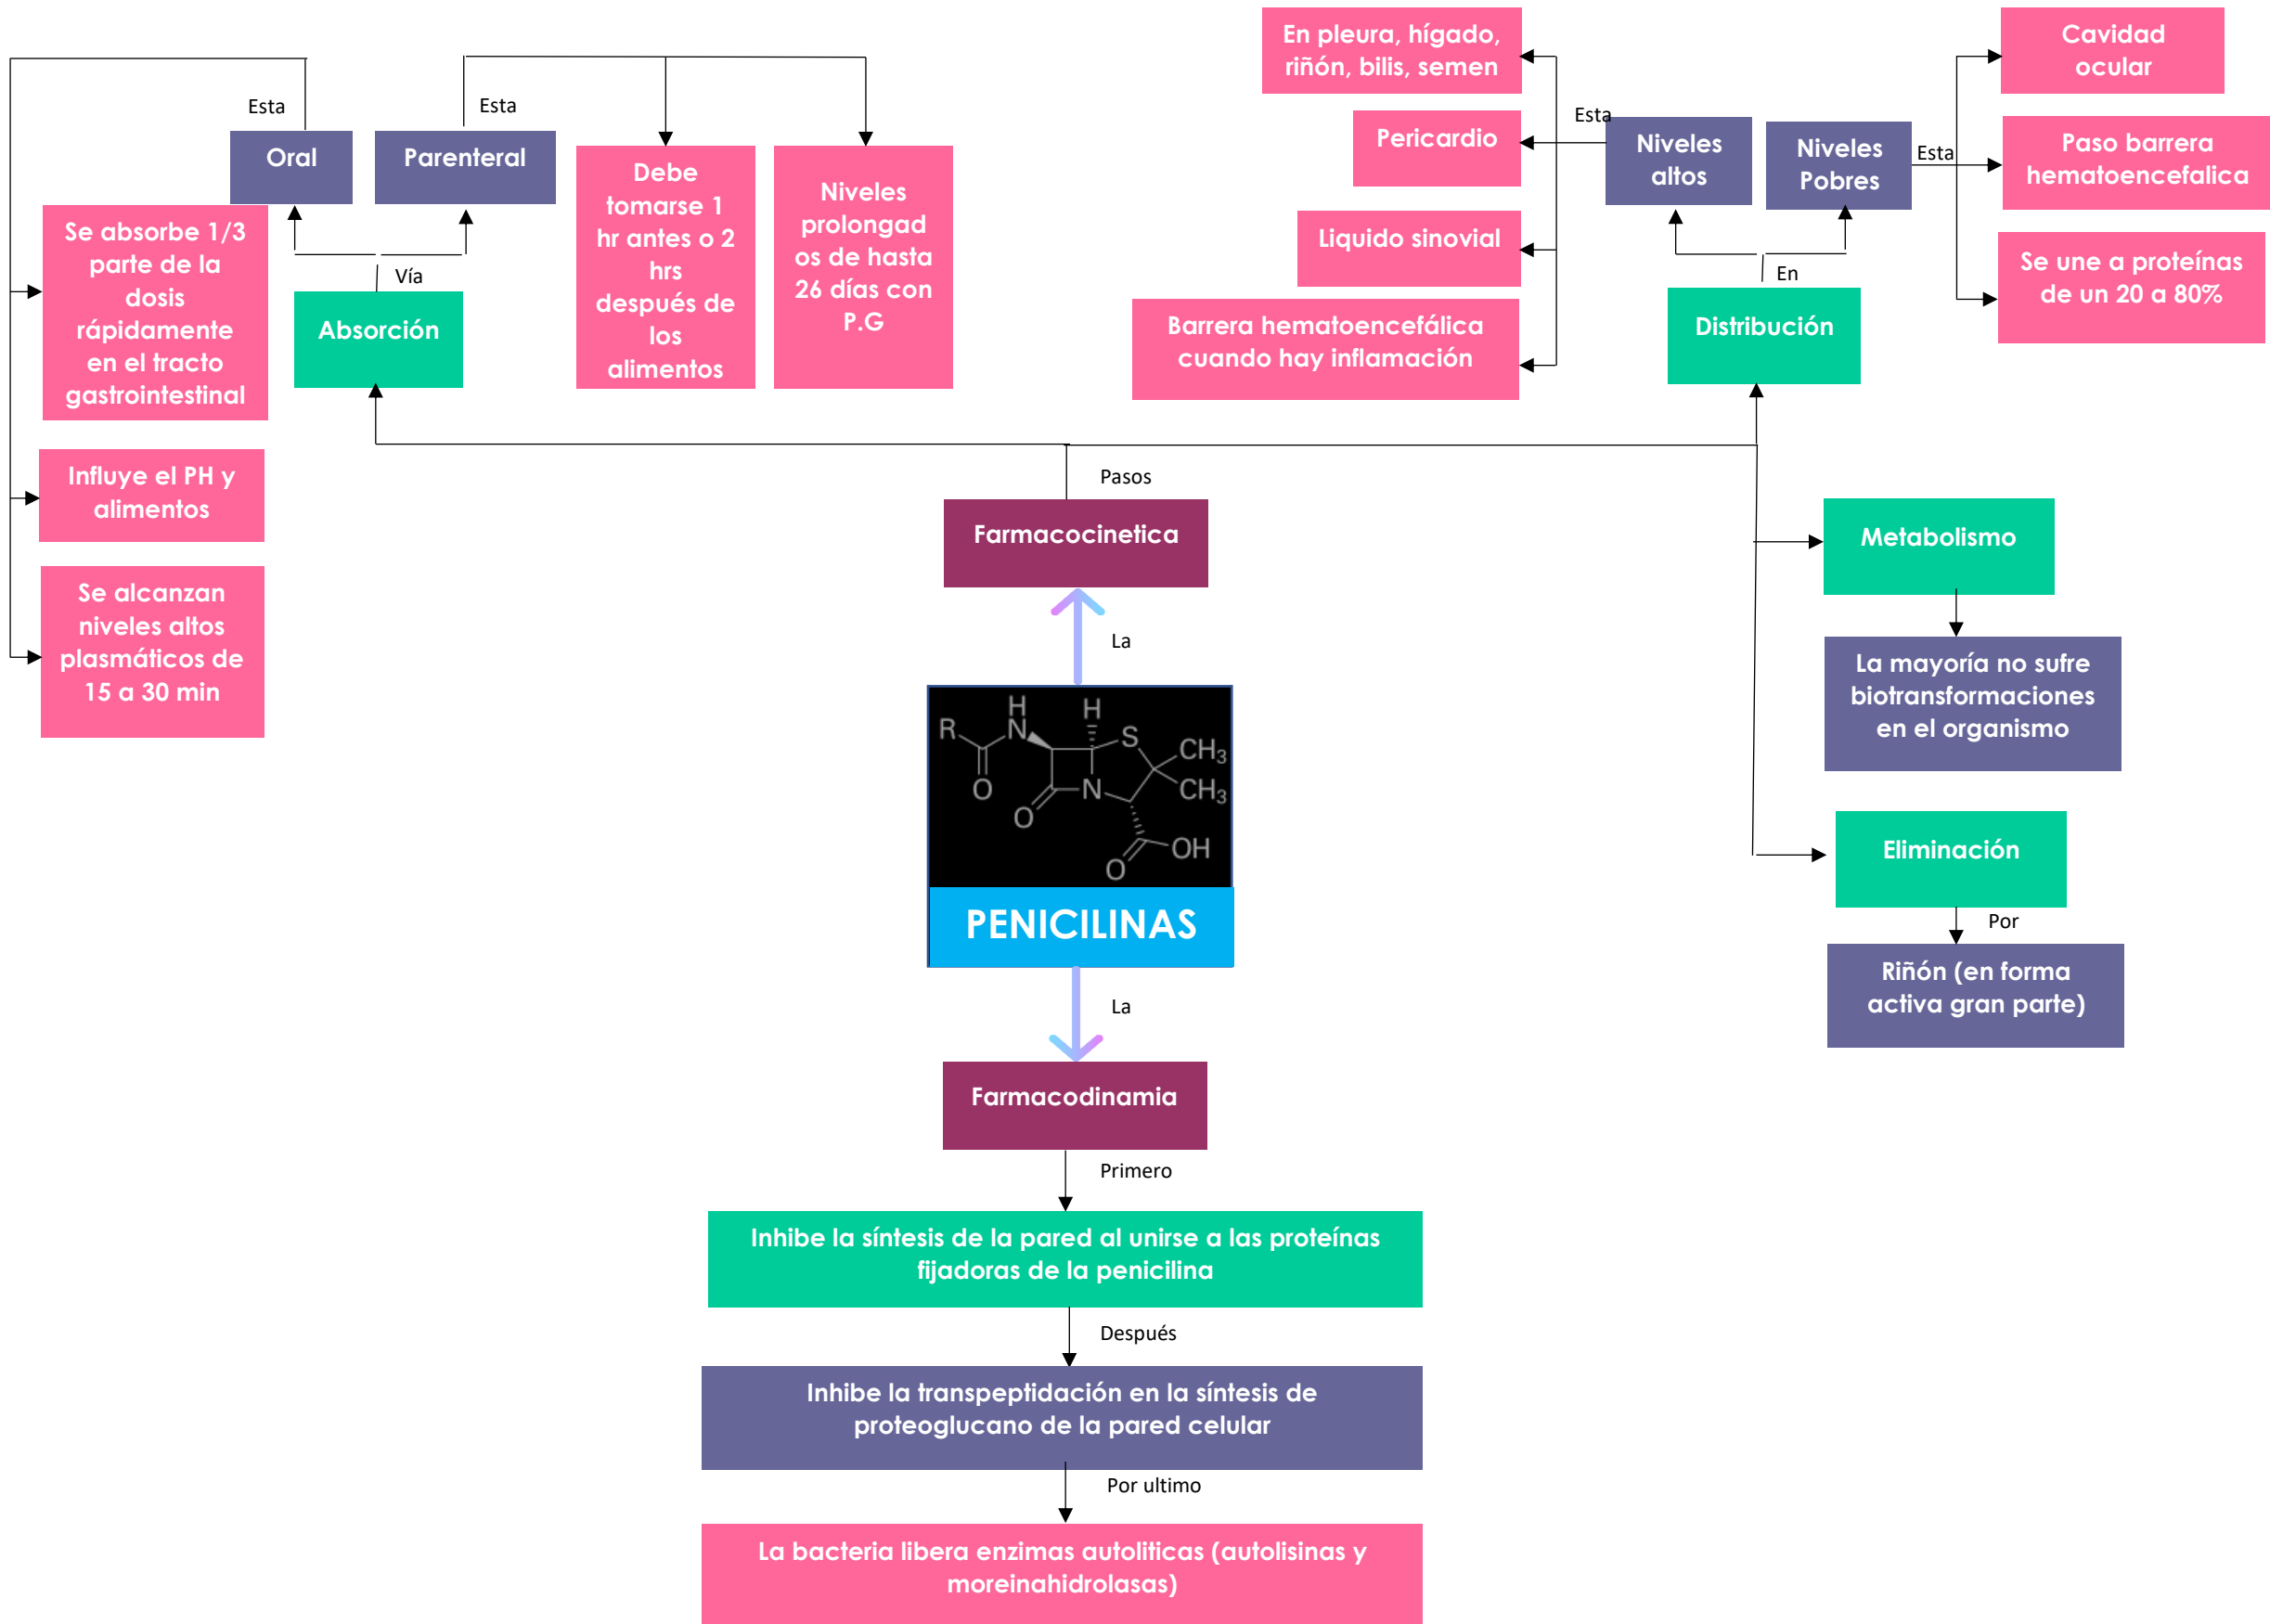 Esta
Oral
Esta
Parenteral
Debe
tomarse 1
hr antes o 2
hrs
después de
los
alimentos
Niveles
prolongad
os de hasta
26 días con
P.G
Se absorbe 1/3
parte de la
dosis
rápidamente
en el tracto
gastrointestinal
Vía
Absorción
Influye el PH y
alimentos
Se alcanzan
niveles altos
plasmáticos de
15 a 30 min
En pleura, hígado,
riñón, bilis, semen
Pericardio
Liquido sinovial
Barrera hematoencefálica
cuando hay inflamación
Esta
Niveles
altos
Niveles
Pobres
Esta
Cavidad
ocular
Paso barrera
hematoencefalica
Se une a proteínas
de un 20 a 80%
En
Distribución
Pasos
Farmacocinetica
Metabolismo
La mayoría no sufre
biotransformaciones
en el organismo
Eliminación
Por
Riñón (en forma
activa gran parte)
La
H
H
R
N
S
CH3
O
N
CH3
O
OH
O
PENICILINAS
La
Farmacodinamia
Primero
Inhibe la síntesis de la pared al unirse a las proteínas
fijadoras de la penicilina
Después
Inhibe la transpeptidación en la síntesis de
proteoglucano de la pared celular
Por ultimo
La bacteria libera enzimas autoliticas (autolisinas y
moreinahidrolasas)